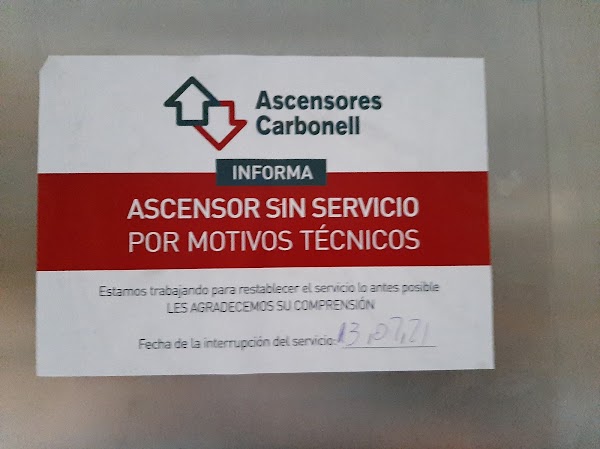 Ascensores
Carbonell
INFORMA
ASCENSOR SIN SERVICIO
POR MOTIVOS TÉCNICOS
Estamos trabajando para restablecer el servicio lo antes posible
LES AGRADECEMOS SU COMPRENSIÓN
Fecha de la interrupción del servicio: 13,07,21